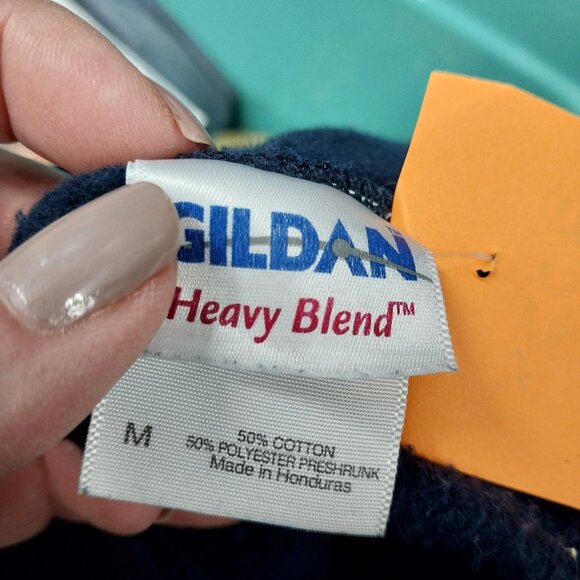 GILDAN
Heavy Blend™
M
50% COTTON
50% POLYESTER PRESHRUNK
Made in Honduras